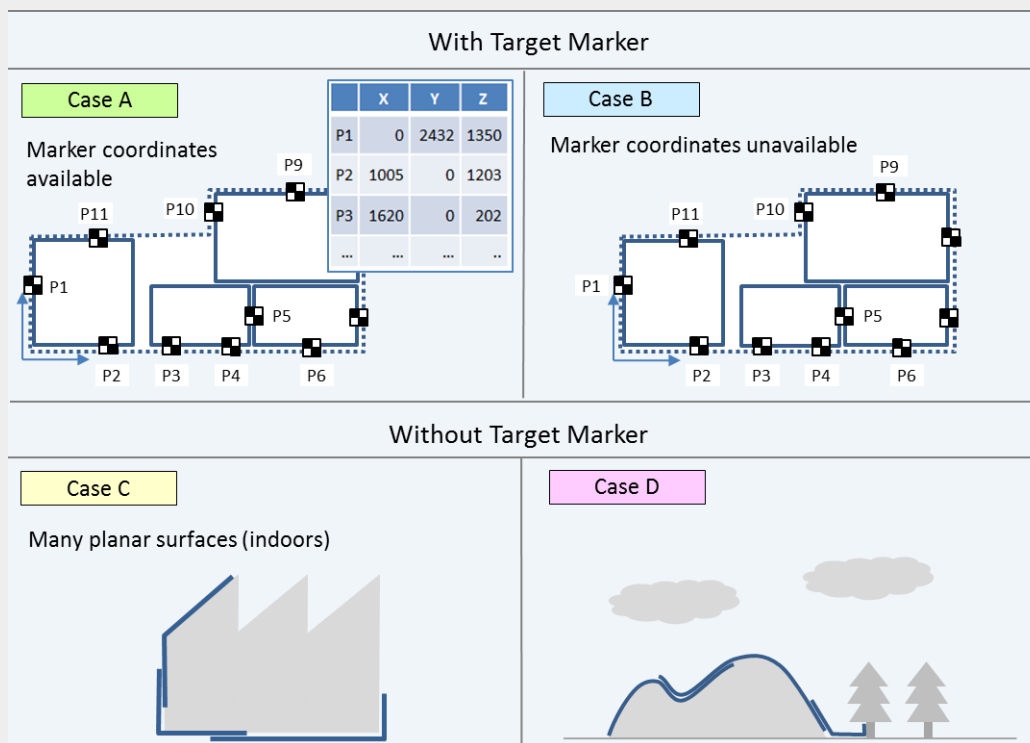 With Target Marker
Case A
Marker coordinates
available
X Y Z
P1 0 2432 1350
P2 1005 0 1203
P3 1620 0 202
... ... ... ..
P9
P10
P11
P1
P5
P2
P3
P4
P6
Case B
Marker coordinates unavailable
P9
P10
P11
P1
P5
P2
P3
P4
P6
Without Target Marker
Case C
Many planar surfaces (indoors)
Case D